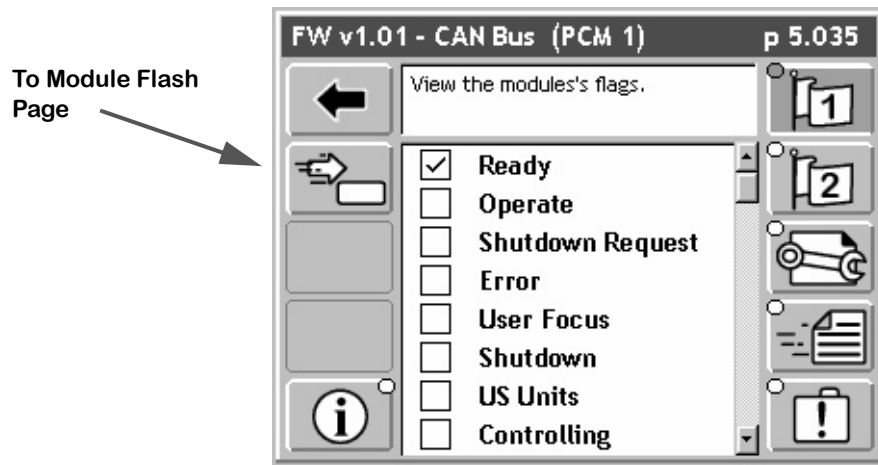 FW v1.01 - CAN Bus (PCM 1) p 5.035
To Module Flash
Page
View the modules's flags.
1
2
Ready
Operate
Shutdown Request
Error
User Focus
Shutdown
US Units
Controlling
i
!